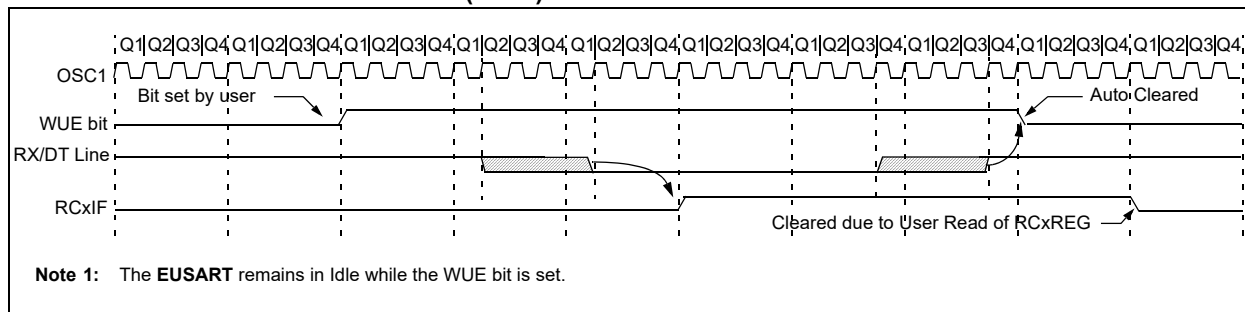 Q1|Q2|Q3|Q4|Q1|Q2|Q3|Q4|Q1|Q2|Q3|Q4|Q1|Q2|Q3|Q4|Q1|Q2|Q3|Q4|Q1|Q2|Q3|Q4|Q1|Q2|Q3|Q4|Q1|Q2|Q3|Q4|Q1|Q2|Q3|Q4|Q1|Q2|Q3|Q4
OSC1
Bit set by user
Auto Cleared
WUE bit
RX/DT Line
RCxIF
Cleared due to User Read of RCxREG
Note 1: The EUSART remains in Idle while the WUE bit is set.